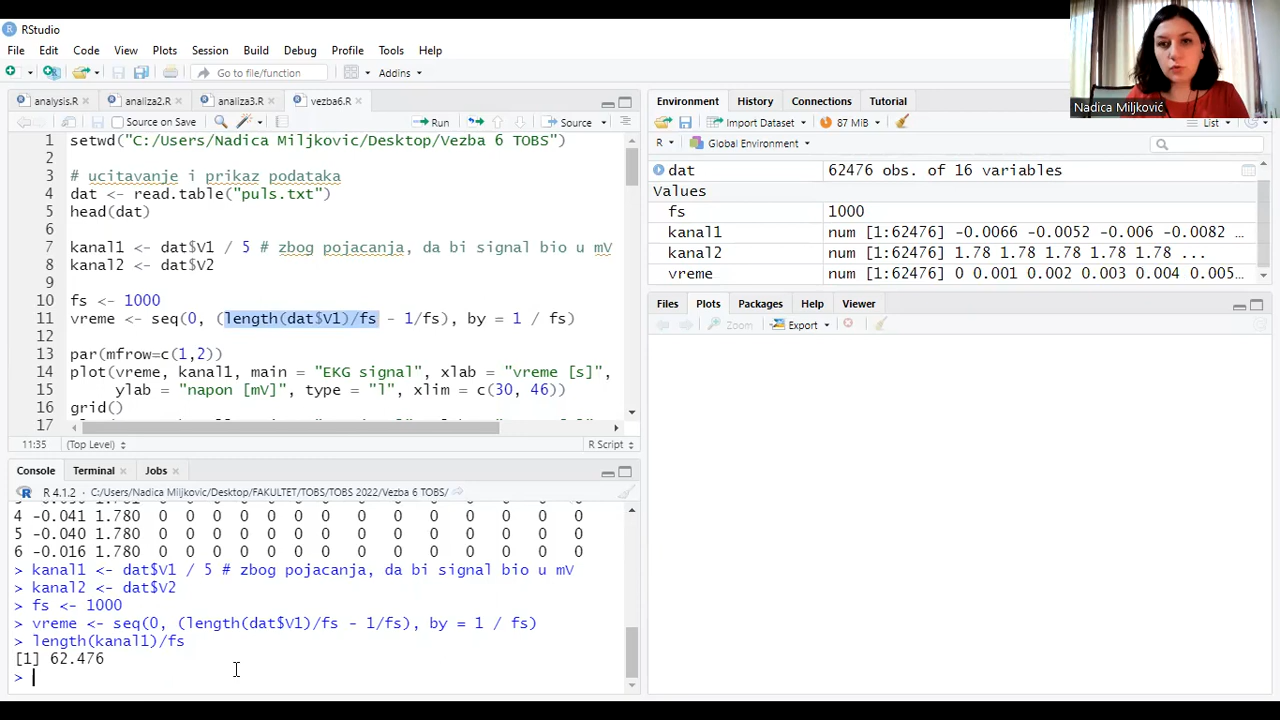 RStudio
File Edit Code View Plots Session Build Debug Profile Tools Help
Go to file/function Addins
analysis.R analiza2.R analiza3.R vezba6.R
Source on Save Run Source
1 setwd("C:/Users/Nadica Miljkovic/Desktop/Vezba 6 TOBS")
2
3 # ucitavanje i prikaz podataka
4 dat <- read.table("puls.txt")
5 head(dat)
6
7 kanal1 <- dat$V1 / 5 # zbog pojacanja, da bi signal bio u mV
8 kanal2 <- dat$V2
9
10 fs <- 1000
11 vreme <- seq(0, (length(dat$V1)/fs - 1/fs), by = 1 / fs)
12
13 par(mfrow=c(1,2))
14 plot(vreme, kanal1, main = "EKG signal", xlab = "vreme [s]",
15 ylab = "napon [mV]", type = "l", xlim = c(30, 46))
16 grid()
17
11:35 (Top Level) R Script
Console Terminal Jobs
R 4.1.2 · C:/Users/Nadica Miljkovic/Desktop/FAKULTET/TOBS/TOBS 2022/Vezba 6 TOBS/
4 -0.041 1.780 0 0 0 0 0 0 0 0 0 0 0 0 0 0
5 -0.040 1.780 0 0 0 0 0 0 0 0 0 0 0 0 0 0
6 -0.016 1.780 0 0 0 0 0 0 0 0 0 0 0 0 0 0
> kanal1 <- dat$V1 / 5 # zbog pojacanja, da bi signal bio u mV
> kanal2 <- dat$V2
> fs <- 1000
> vreme <- seq(0, (length(dat$V1)/fs - 1/fs), by = 1 / fs)
> length(kanal1)/fs
[1] 62.476
>
Nadica Miljković
Environment History Connections Tutorial
Import Dataset 87 MiB List
R Global Environment
dat 62476 obs. of 16 variables
Values
fs 1000
kanal1 num [1:62476] -0.0066 -0.0052 -0.006 -0.0082 ...
kanal2 num [1:62476] 1.78 1.78 1.78 1.78 1.78 ...
vreme num [1:62476] 0 0.001 0.002 0.003 0.004 0.005...
Files Plots Packages Help Viewer
Zoom Export